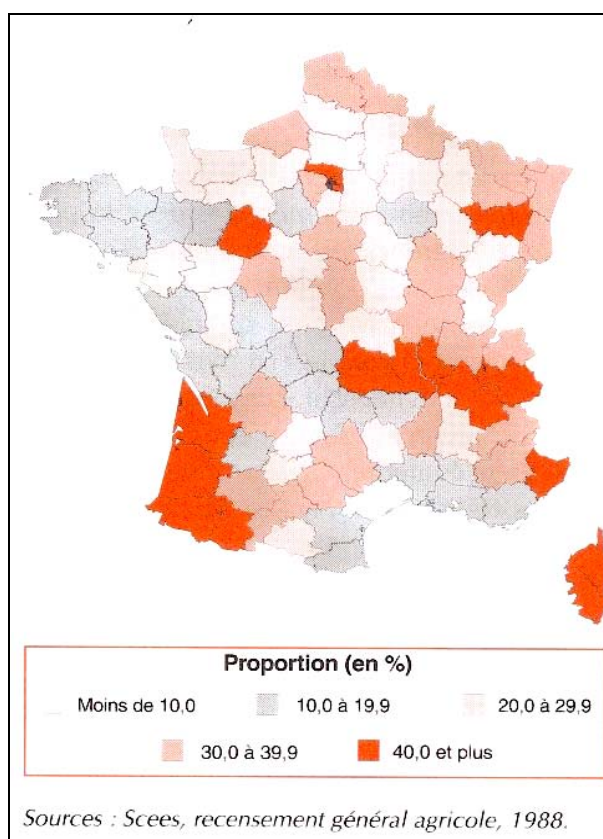 Proportion (en %)
Moins de 10,0 10,0 à 19,9 20,0 à 29,9
30,0 à 39,9 40,0 et plus
Sources : Scees, recensement général agricole, 1988.